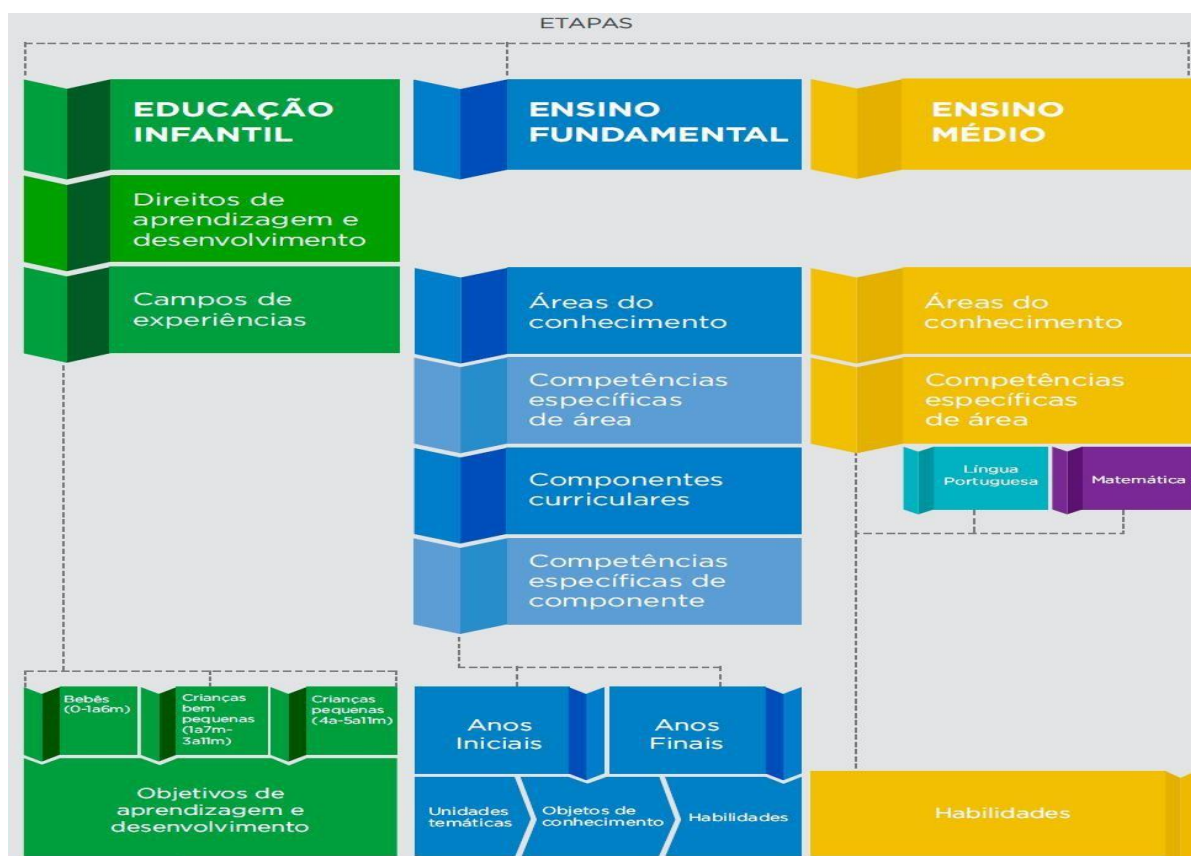 ETAPAS
EDUCAÇÃO
INFANTIL
Direitos de
aprendizagem e
desenvolvimento
Campos de
experiências
Bebês
(0-1a6m)
Crianças
bem
pequenas
(1a7m-
3a11m)
Crianças
pequenas
(4a-5a11m)
Objetivos de
aprendizagem e
desenvolvimento
ENSINO
FUNDAMENTAL
Áreas do
conhecimento
Competências
específicas
de área
Componentes
curriculares
Competências
específicas de
componente
Anos
Iniciais
Anos
Finais
Unidades
temáticas
Objetos de
conhecimento
Habilidades
ENSINO
MÉDIO
Áreas do
conhecimento
Competências
específicas
de área
Língua
Portuguesa
Matemática
Habilidades